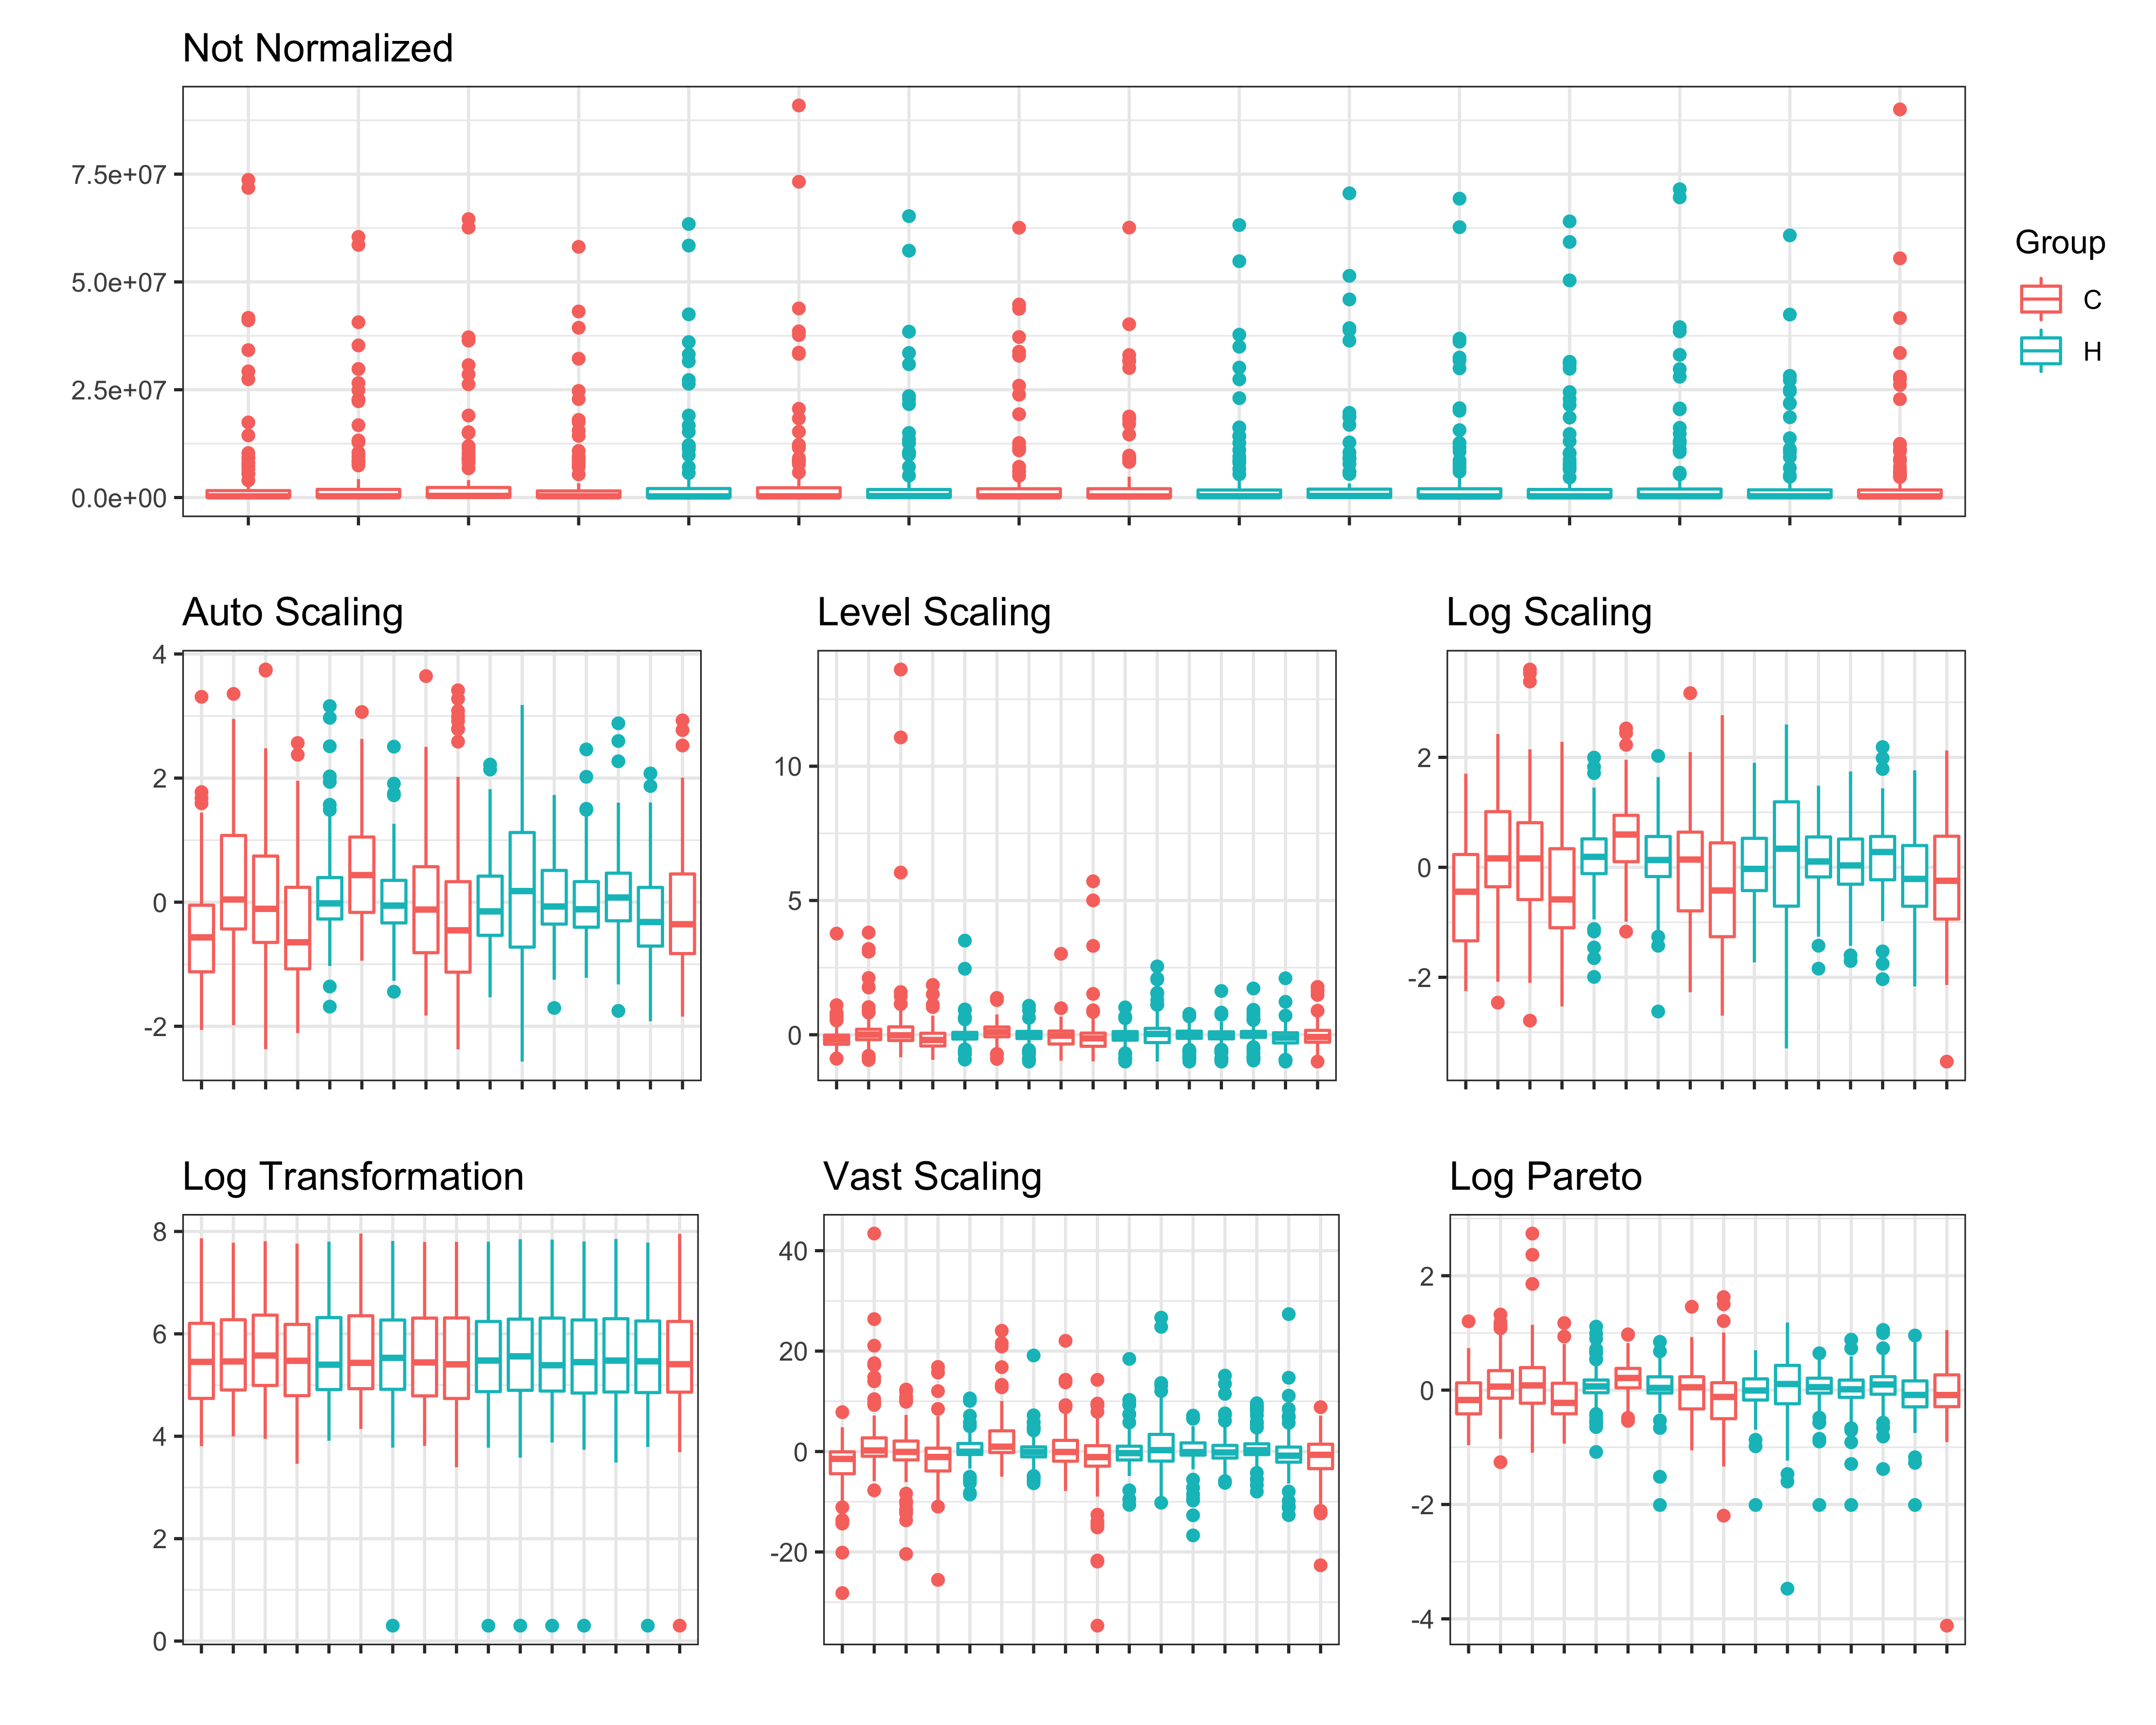 Not Normalized
7.5e+07
5.0e+07
2.5e+07
0.0e+00
Group
C
H
Auto Scaling
4
2
0
-2
Level Scaling
10
5
0
Log Scaling
2
0
-2
Log Transformation
8
6
4
2
0
Vast Scaling
40
20
0
-20
Log Pareto
2
0
-2
-4